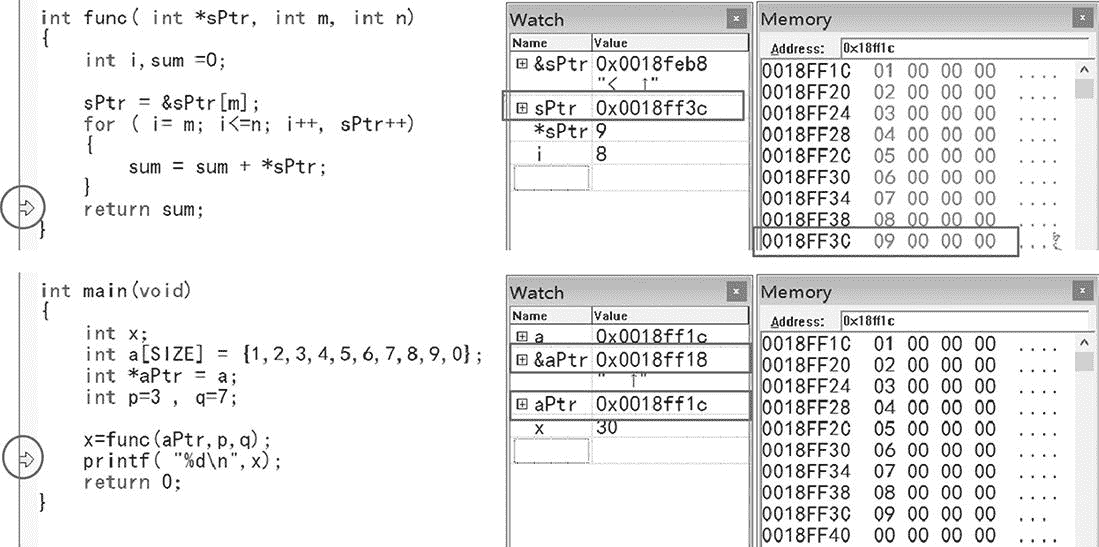 int func( int *sPtr, int m, int n)
{
int i,sum =0;
sPtr = &sPtr[m];
for ( i= m; i<=n; i++, sPtr++)
{
sum = sum + *sPtr;
}
return sum;
}
Watch
Name Value
&sPtr 0x0018feb8
"< ↑"
sPtr 0x0018ff3c
*sPtr 9
i 8
Memory
Address: 0x18ff1c
0018FF1C 01 00 00 00 ....
0018FF20 02 00 00 00 ....
0018FF24 03 00 00 00 ....
0018FF28 04 00 00 00 ....
0018FF2C 05 00 00 00 ....
0018FF30 06 00 00 00 ....
0018FF34 07 00 00 00 ....
0018FF38 08 00 00 00 ....
0018FF3C 09 00 00 00 ...
int main(void)
{
int x;
int a[SIZE] = {1,2,3,4,5,6,7,8,9,0};
int *aPtr = a;
int p=3 , q=7;
x=func(aPtr,p,q);
printf( "%d\n",x);
return 0;
}
Watch
Name Value
a 0x0018ff1c
&aPtr 0x0018ff18
" ↑"
aPtr 0x0018ff1c
x 30
Memory
Address: 0x18ff1c
0018FF1C 01 00 00 00 ....
0018FF20 02 00 00 00 ....
0018FF24 03 00 00 00 ....
0018FF28 04 00 00 00 ....
0018FF2C 05 00 00 00 ....
0018FF30 06 00 00 00 ....
0018FF34 07 00 00 00 ....
0018FF38 08 00 00 00 ....
0018FF3C 09 00 00 00 ...
0018FF40 00 00 00 00 ....